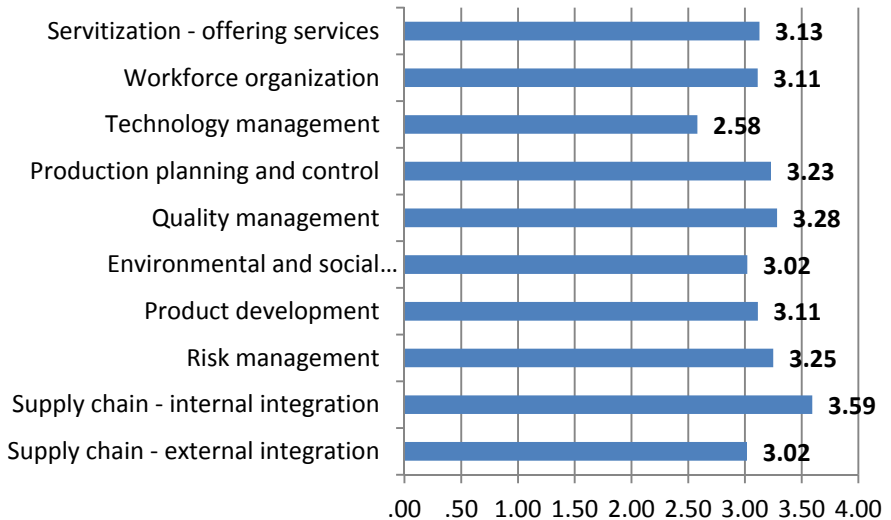 Servitization - offering services 3.13
Workforce organization 3.11
Technology management 2.58
Production planning and control 3.23
Quality management 3.28
Environmental and social... 3.02
Product development 3.11
Risk management 3.25
Supply chain - internal integration 3.59
Supply chain - external integration 3.02
.00 .50 1.00 1.50 2.00 2.50 3.00 3.50 4.00